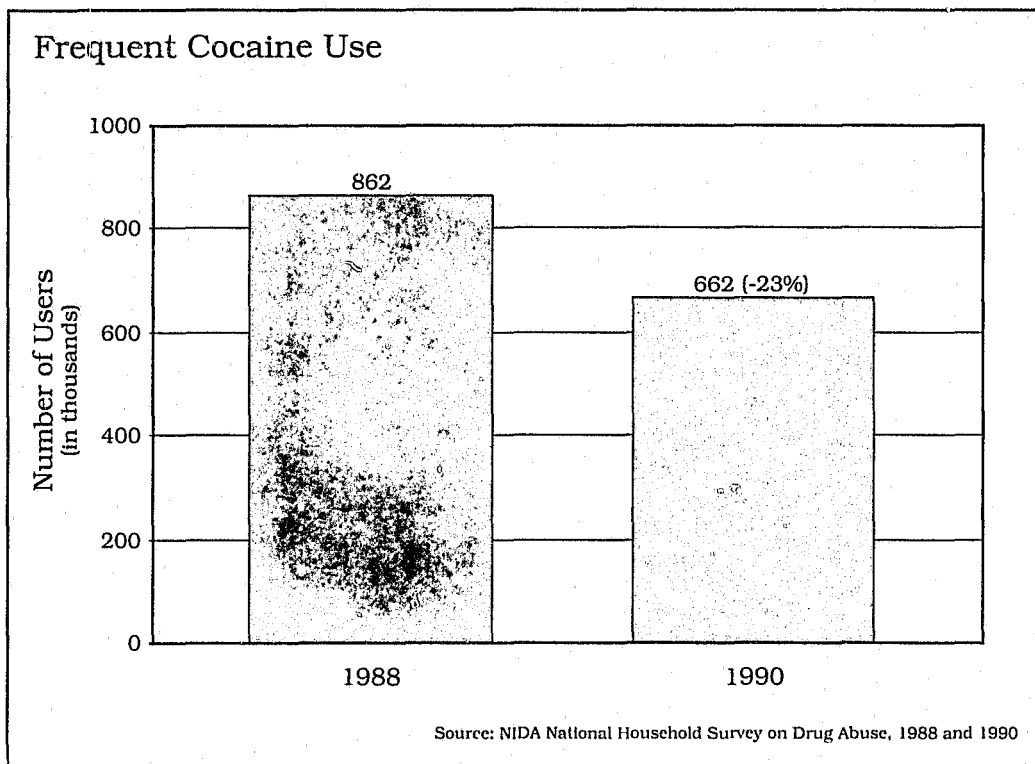 Frequent Cocaine Use
1000
862
800
662 (-23%)
600
400
200
0
Number of Users
(in thousands)
1988
1990
Source: NIDA National Household Survey on Drug Abuse, 1988 and 1990